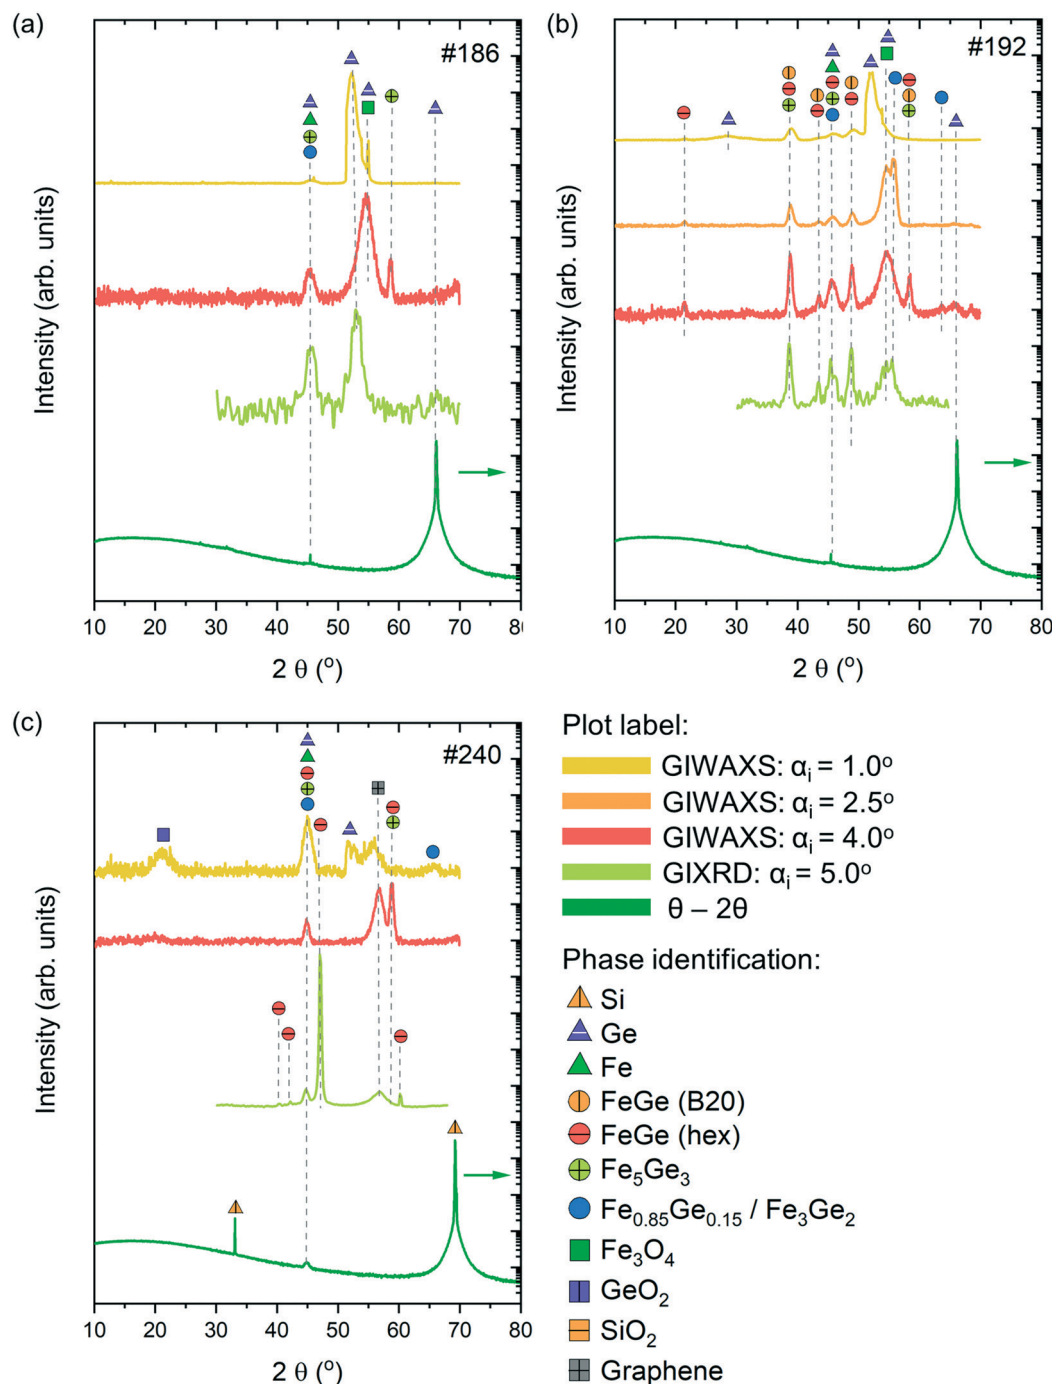 (a)
#186
Intensity (arb. units)
10 20 30 40 50 60 70 80
2 θ (°)
(b)
#192
Intensity (arb. units)
10 20 30 40 50 60 70 80
2 θ (°)
(c)
#240
Intensity (arb. units)
10 20 30 40 50 60 70 80
2 θ (°)
Plot label:
GIWAXS: αi = 1.0°
GIWAXS: αi = 2.5°
GIWAXS: αi = 4.0°
GIXRD: αi = 5.0°
θ – 2θ
Phase identification:
Si
Ge
Fe
FeGe (B20)
FeGe (hex)
Fe5Ge3
Fe0.85Ge0.15 / Fe3Ge2
Fe3O4
GeO2
SiO2
Graphene